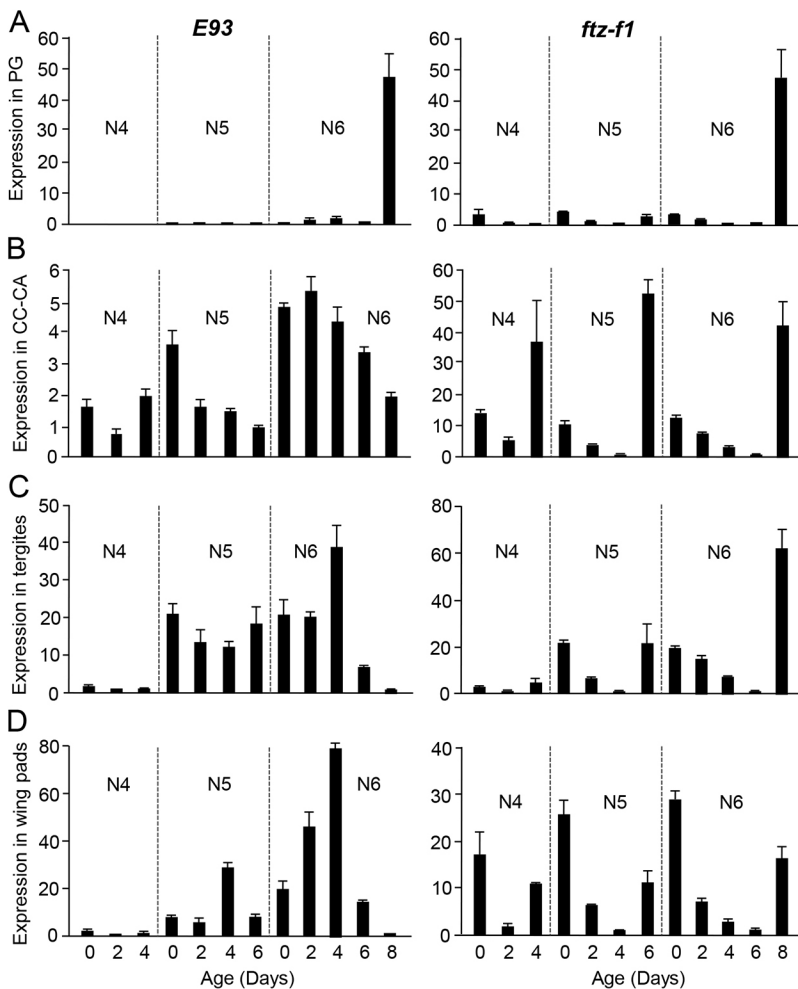 A
E93
ftz-f1
Expression in PG
60
50
40
30
20
10
0
N4
N5
N6
60
50
40
30
20
10
0
N4
N5
N6
B
Expression in CC-CA
6
5
4
3
2
1
0
N4
N5
N6
60
50
40
30
20
10
0
N4
N5
N6
C
Expression in tergites
50
40
30
20
10
0
N4
N5
N6
80
60
40
20
0
N4
N5
N6
D
Expression in wing pads
80
60
40
20
0
N4
N5
N6
0 2 4 0 2 4 6 0 2 4 6 8
Age (Days)
40
30
20
10
0
N4
N5
N6
0 2 4 0 2 4 6 0 2 4 6 8
Age (Days)